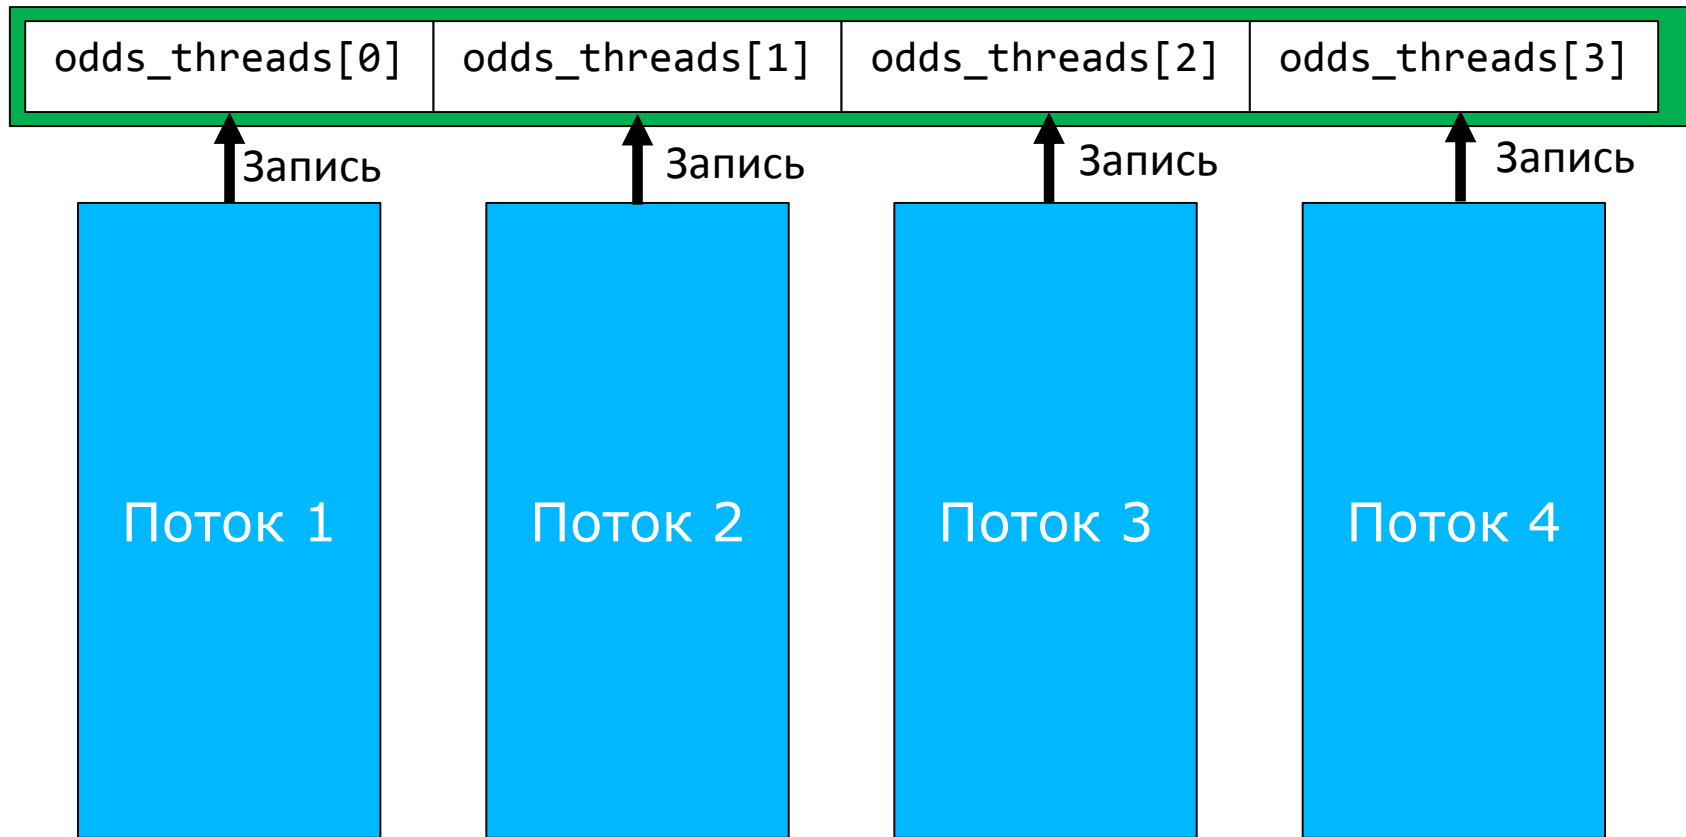 odds_threads[0] odds_threads[1] odds_threads[2] odds_threads[3]
Запись Запись Запись Запись
Поток 1 Поток 2 Поток 3 Поток 4